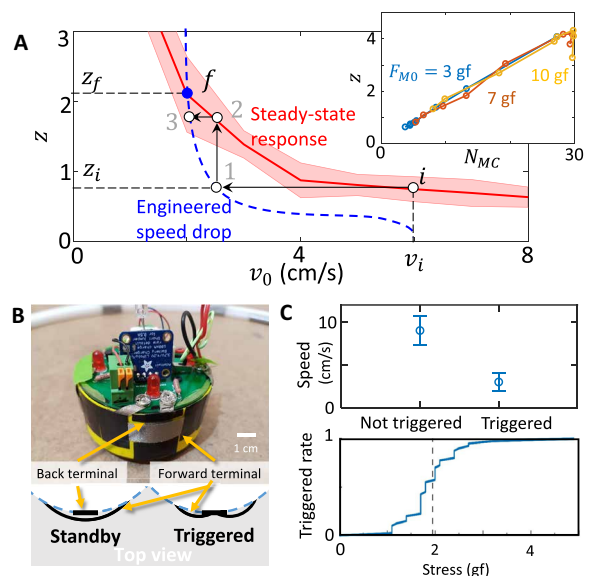 A
3
2
1
0
z
z_f
z_i
f
2
3
1
i
Steady-state
response
Engineered
speed drop
0
4
8
v_0 (cm/s)
v_i
4
2
0
z
F_M0 = 3 gf
7 gf
10 gf
0
30
N_MC
B
1 cm
Back terminal
Forward terminal
Standby
Triggered
Top view
C
10
0
Speed
(cm/s)
Not triggered
Triggered
1
0
Triggered rate
0
2
4
Stress (gf)